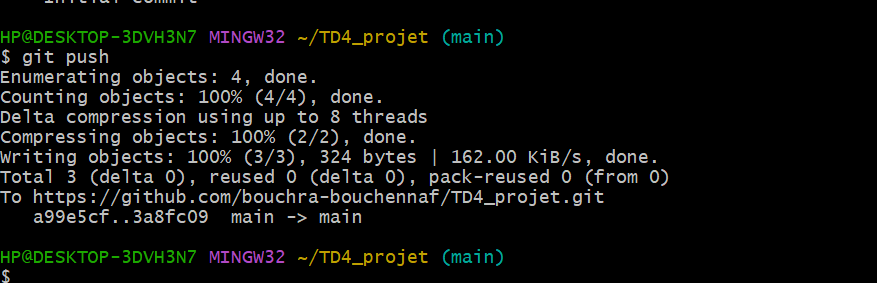 initial commit
HP@DESKTOP-3DVH3N7 MINGW32 ~/TD4_projet (main)
$ git push
Enumerating objects: 4, done.
Counting objects: 100% (4/4), done.
Delta compression using up to 8 threads
Compressing objects: 100% (2/2), done.
Writing objects: 100% (3/3), 324 bytes | 162.00 KiB/s, done.
Total 3 (delta 0), reused 0 (delta 0), pack-reused 0 (from 0)
To https://github.com/bouchra-bouchennaf/TD4_projet.git
   a99e5cf..3a8fc09  main -> main
HP@DESKTOP-3DVH3N7 MINGW32 ~/TD4_projet (main)
$